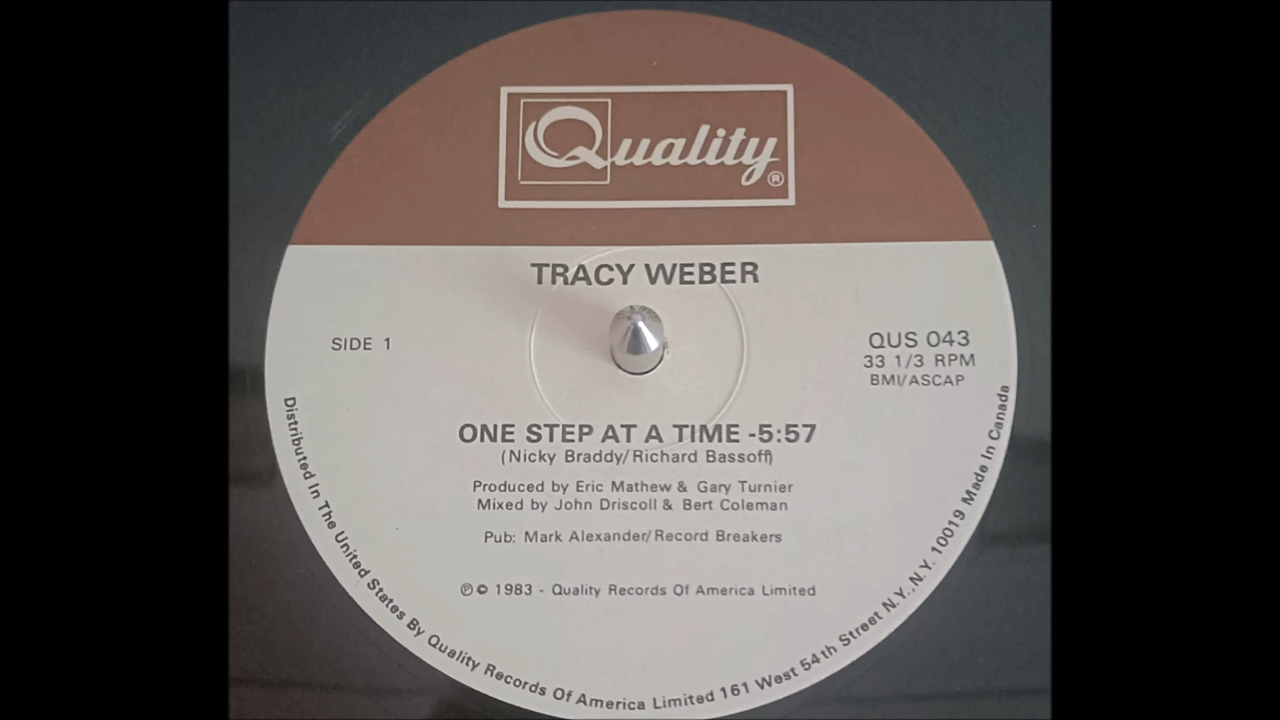 Quality®
TRACY WEBER
SIDE 1
QUS 043
33 1/3 RPM
BMI/ASCAP
ONE STEP AT A TIME -5:57
(Nicky Braddy/Richard Bassoff)
Produced by Eric Mathew & Gary Turnier
Mixed by John Driscoll & Bert Coleman
Pub: Mark Alexander/Record Breakers
℗© 1983 - Quality Records Of America Limited
Distributed In The United States By Quality Records Of America Limited 161 West 54th Street N.Y.,N.Y. 10019 Made In Canada